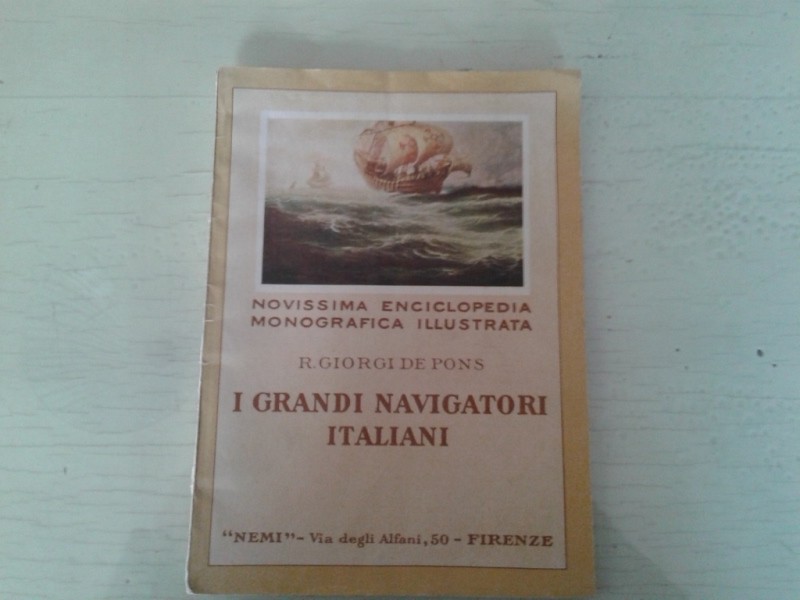 NOVISSIMA ENCICLOPEDIA
MONOGRAFICA ILLUSTRATA
R. GIORGI DE PONS
I GRANDI NAVIGATORI
ITALIANI
"NEMI" - Via degli Alfani, 50 - FIRENZE